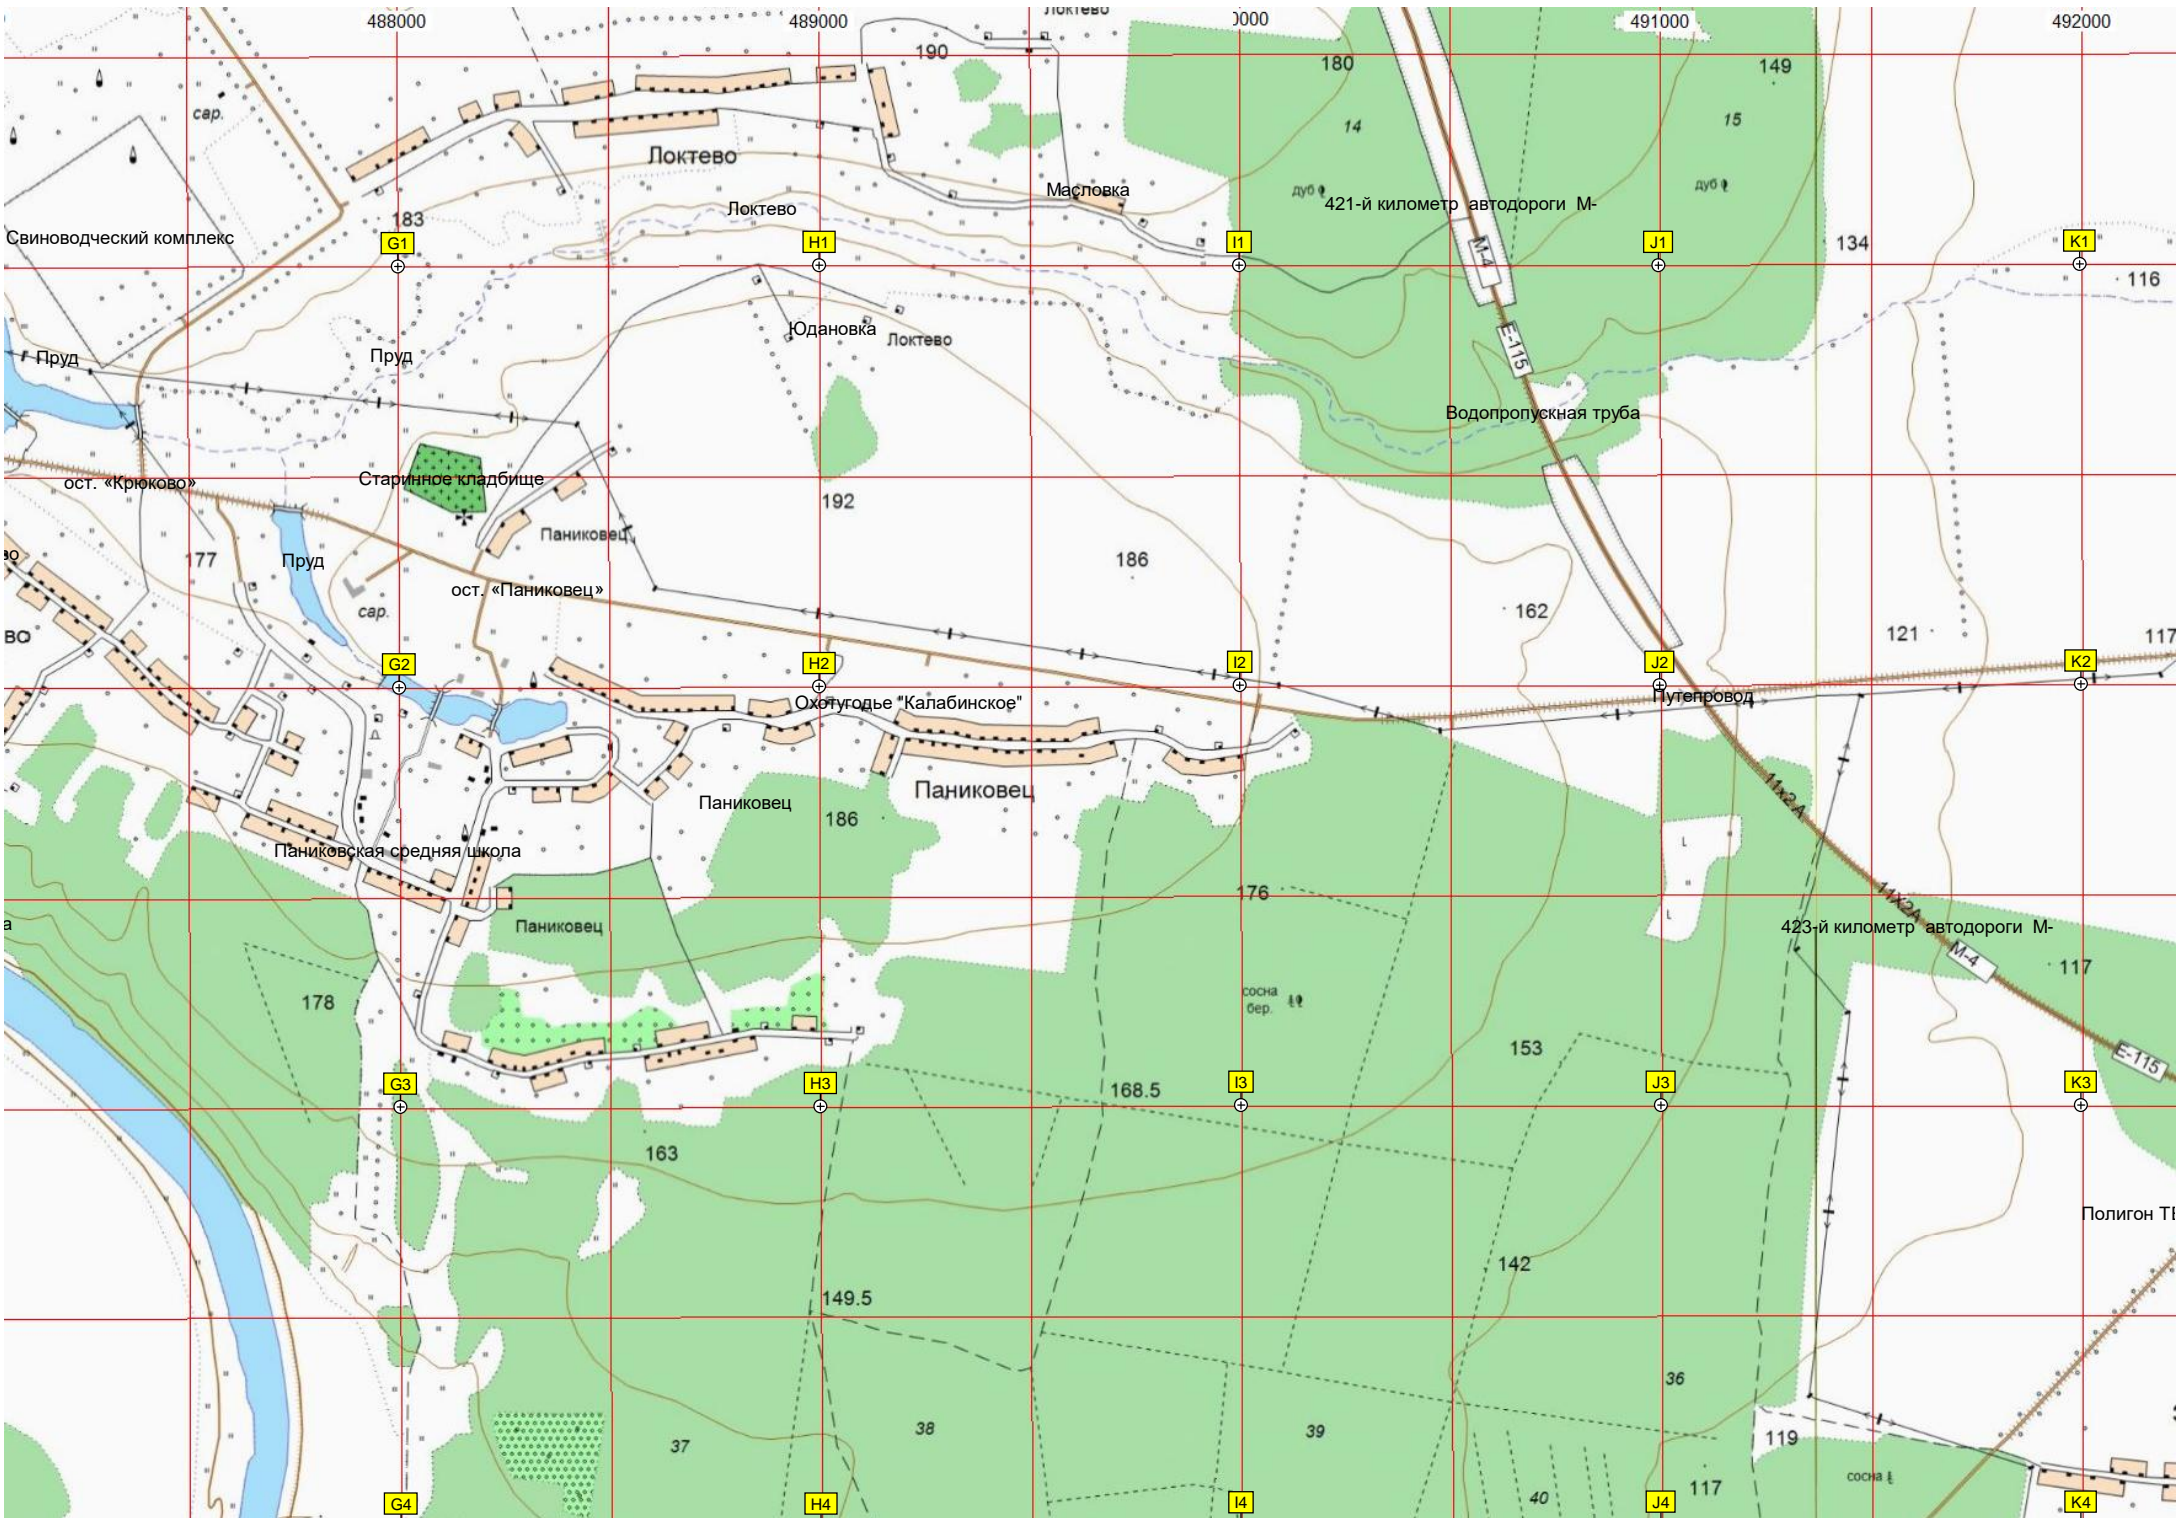 488000
489000
0000
491000
492000
Локтево
190
180
149
сар.
14
15
Локтево
Масловка
дуб
дуб
183
Локтево
421-й километр автодороги М-
Свиноводческий комплекс
G1
H1
I1
J1
134
K1
М-4
116
Юдановка
Локтево
Е-115
Пруд
Пруд
Водопропускная труба
ост. «Крюково»
Старинное кладбище
192
Паниковец
177
Пруд
186
во
ост. «Паниковец»
сар.
162
121
117
во
G2
H2
I2
J2
K2
Охотугодье "Калабинское"
Путепровод
11х2 А
Паниковец
Паниковец
186
Паниковская средняя школа
176
11Х2А
а
Паниковец
423-й километр автодороги М-
М-4
117
178
сосна
бер.
153
Е-115
G3
H3
168.5
I3
J3
K3
163
Полигон ТБ
142
149.5
36
37
38
39
119
сосна
117
40
G4
H4
I4
J4
K4